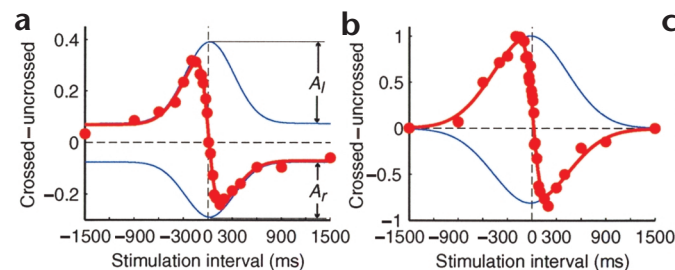 a
0.4
0.2
0
−0.2
Crossed−uncrossed
−1500 −900 −300 0 300 900 1500
Stimulation interval (ms)
Al
Ar
b
1
0.5
0
−0.5
−1
Crossed−uncrossed
−1500 −900 −300 0 300 900 1500
Stimulation interval (ms)
c